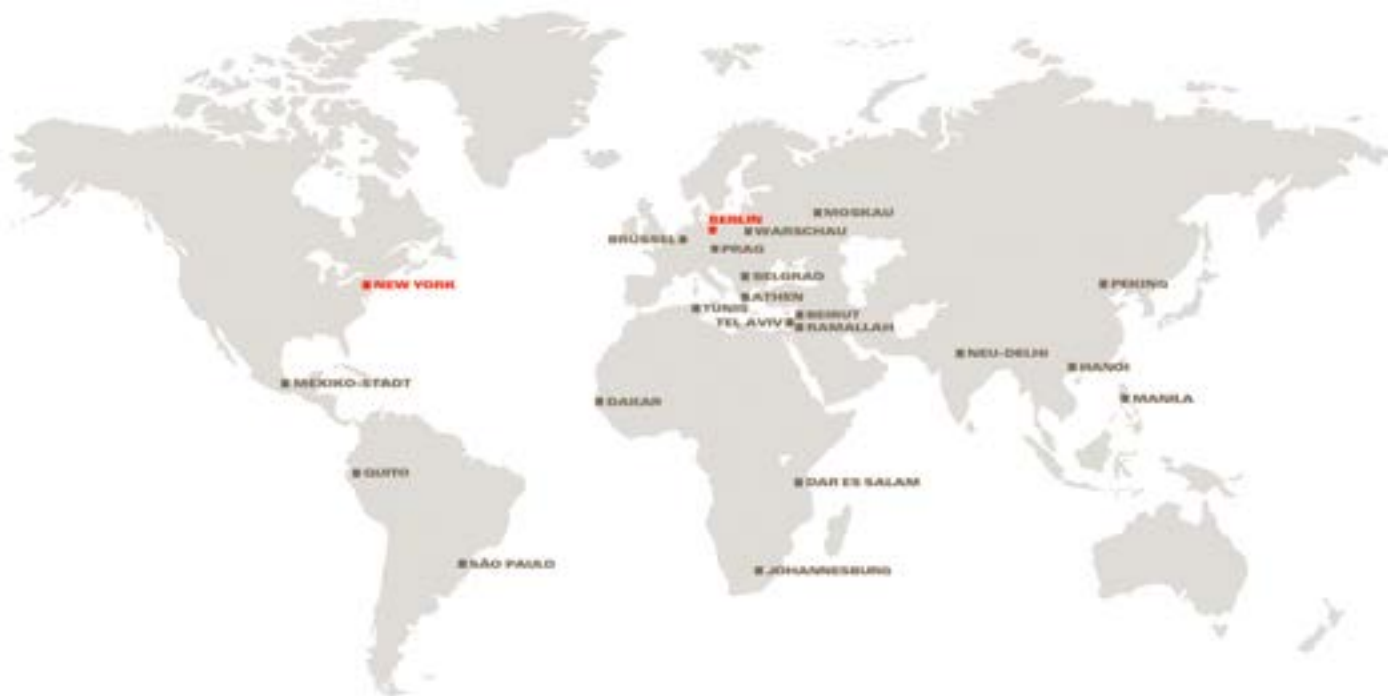 MOSKAU
BERLIN
WARSCHAU
BRÜSSEL
PRAG
BELGRAD
NEW YORK
PEKING
ATHEN
TUNIS
BEIRUT
TEL AVIV
RAMALLAH
NEU-DELHI
HANOI
MEXIKO-STADT
MANILA
DAKAR
QUITO
DAR ES SALAM
SÃO PAULO
JOHANNESBURG